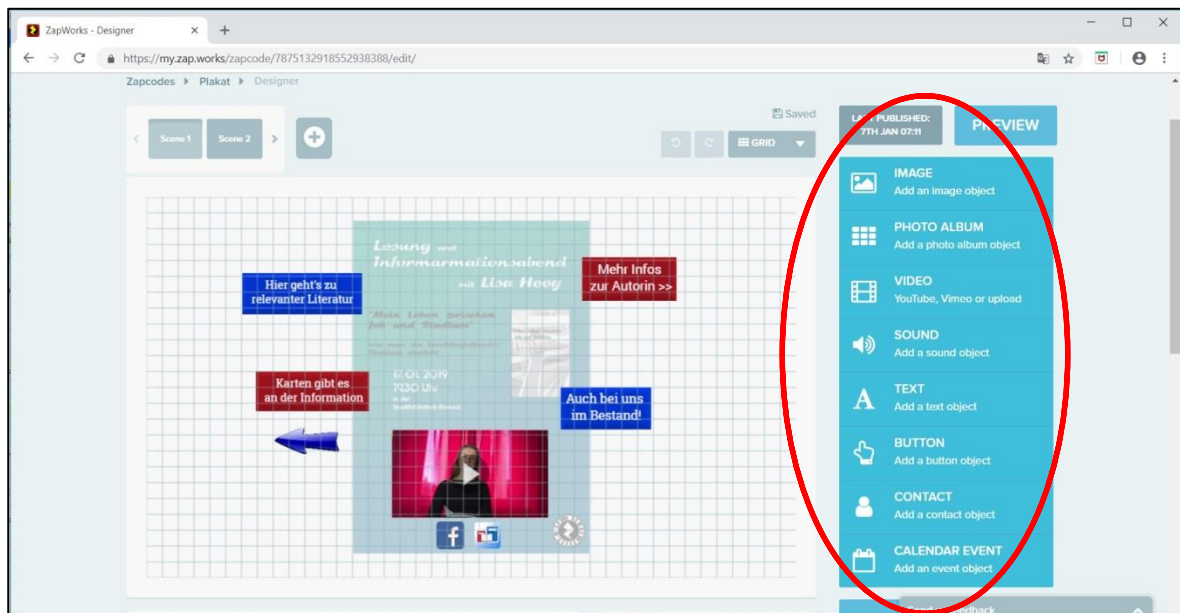 ZapWorks - Designer
https://my.zap.works/zapcode/7875132918552938388/edit/
Zapcodes Plakat Designer
Saved
Scene 1 Scene 2
GRID
LAST PUBLISHED:
7TH JAN 07:11
PREVIEW
Lesung und
Informarmationsabend
mit Lisa Heeg
Hier geht's zu
relevanter Literatur
Mehr Infos
zur Autorin >>
"Mein Leben zwischen
Job und Studium"
17. 01. 2019
19:30 Uhr
in der
Karten gibt es
an der Information
Auch bei uns
im Bestand!
f
IMAGE
Add an image object
PHOTO ALBUM
Add a photo album object
VIDEO
YouTube, Vimeo or upload
SOUND
Add a sound object
A
TEXT
Add a text object
BUTTON
Add a button object
CONTACT
Add a contact object
CALENDAR EVENT
Add an event object